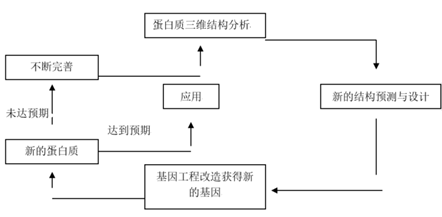 蛋白质三维结构分析
不断完善
应用
新的结构预测与设计
未达预期
达到预期
新的蛋白质
基因工程改造获得新
的基因